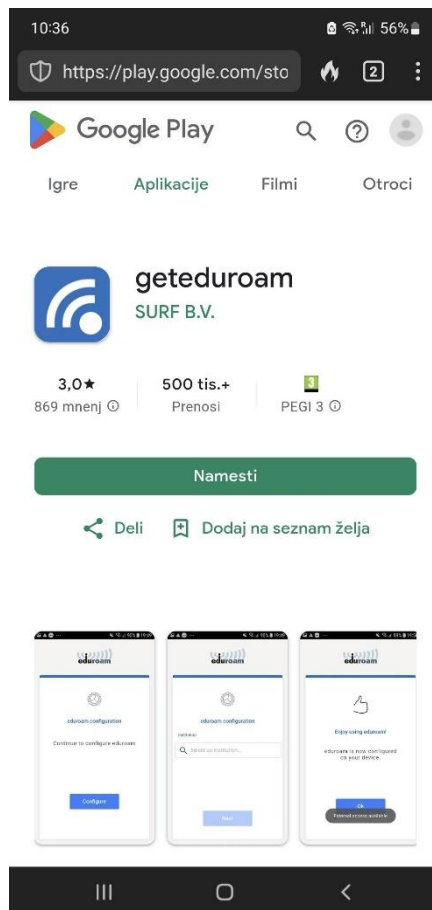 10:36
56%
https://play.google.com/sto
2
Google Play
Igre Aplikacije Filmi Otroci
geteduroam
SURF B.V.
3,0★ 500 tis.+ 3
869 mnenj Prenosi PEGI 3
Namesti
Deli Dodaj na seznam želja
eduroam eduroam eduroam
eduroam configuration eduroam configuration Enjoy using eduroam!
Continue to configure eduroam Select an institution... eduroam is now configured
on your device.
Configure Next Ok